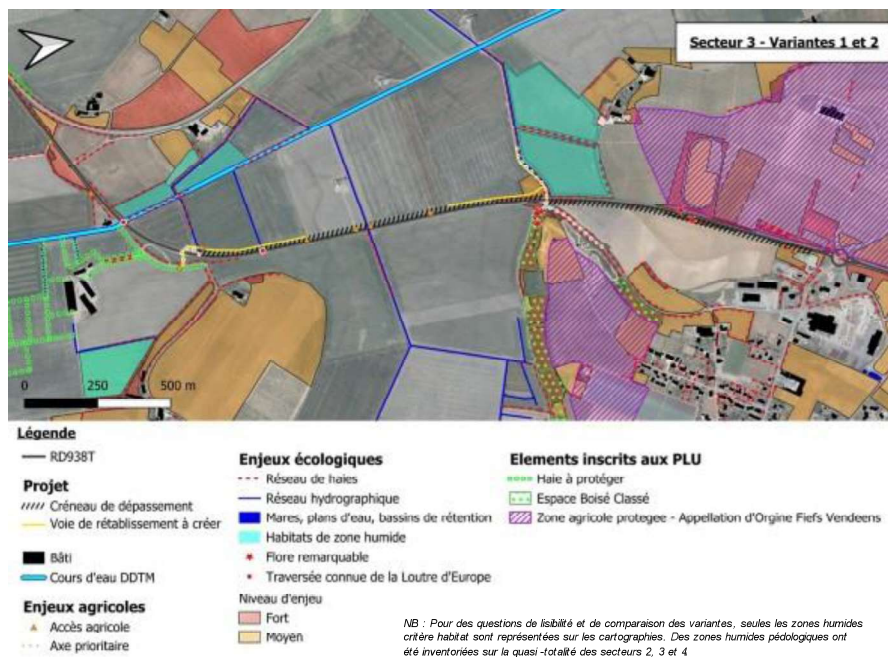 Secteur 3 - Variantes 1 et 2
0 250 500 m
Légende
RD938T
Projet
Créneau de dépassement
Voie de rétablissement à créer
Bâti
Cours d'eau DDTM
Enjeux agricoles
Accès agricole
Axe prioritaire
Enjeux écologiques
Réseau de haies
Réseau hydrographique
Mares, plans d'eau, bassins de rétention
Habitats de zone humide
Flore remarquable
Traversée connue de la Loutre d'Europe
Niveau d'enjeu
Fort
Moyen
Elements inscrits aux PLU
Haie à protéger
Espace Boisé Classé
Zone agricole protegee - Appellation d'Orgine Fiefs Vendeens
NB : Pour des questions de lisibilité et de comparaison des variantes, seules les zones humides
critère habitat sont représentées sur les cartographies. Des zones humides pédologiques ont
été inventoriées sur la quasi -totalité des secteurs 2, 3 et 4